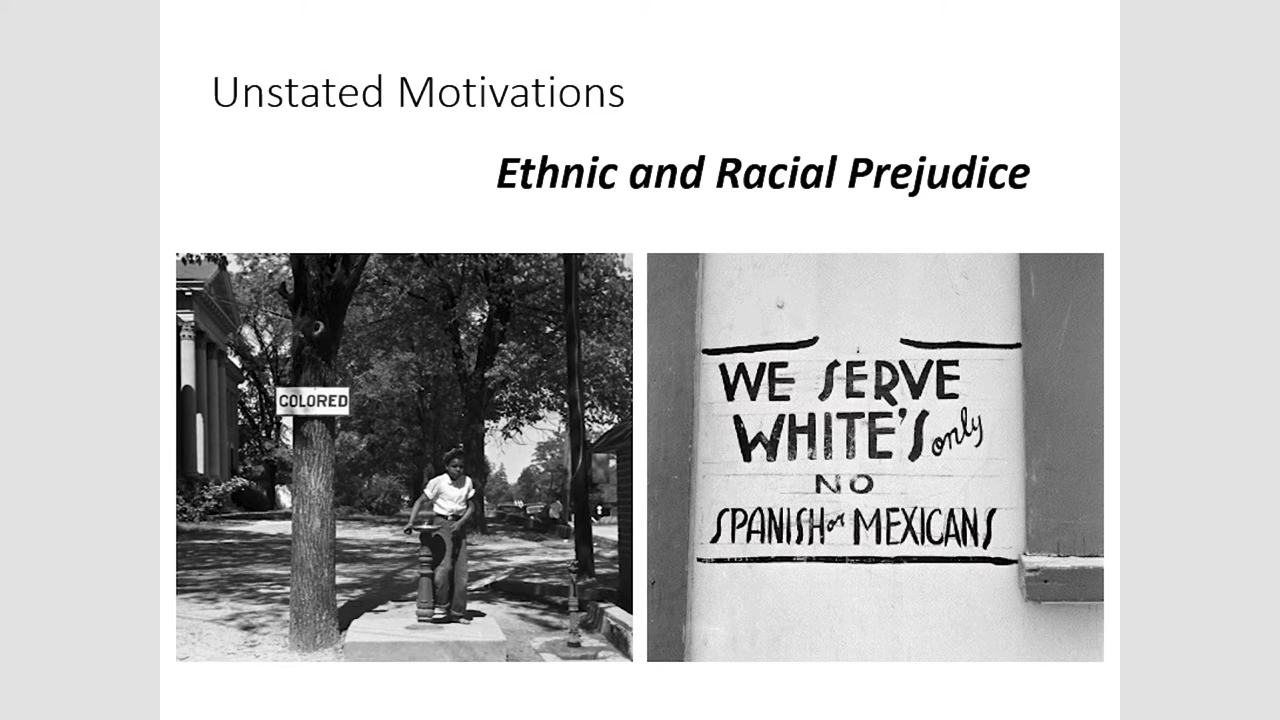 Unstated Motivations
Ethnic and Racial Prejudice
COLORED
WE SERVE
WHITE'S only
NO
SPANISH or MEXICANS